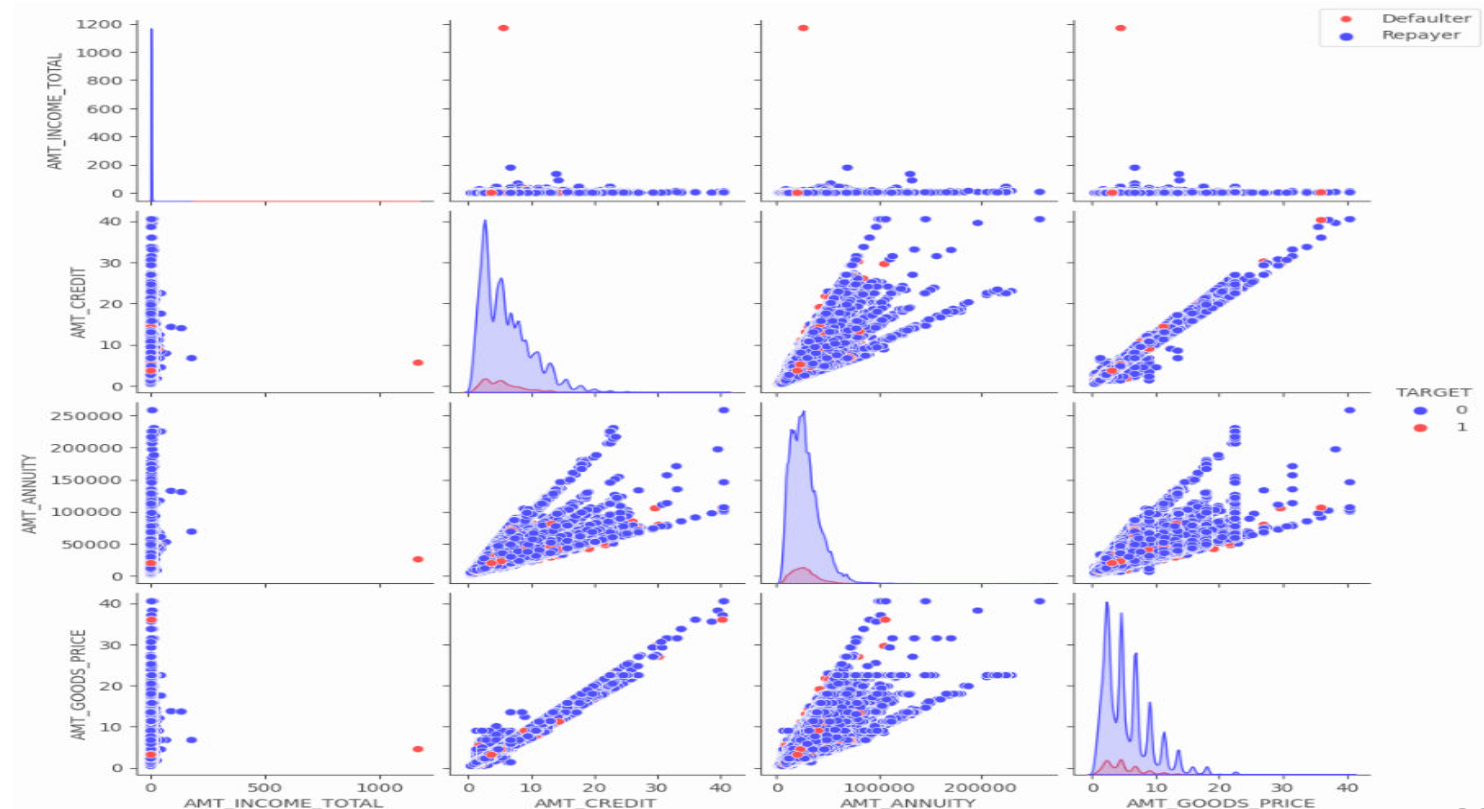 Defaulter
Repayer
AMT_INCOME_TOTAL
1200
1000
800
600
400
200
0
AMT_CREDIT
40
30
20
10
0
TARGET
0
1
AMT_ANNUITY
250000
200000
150000
100000
50000
0
AMT_GOODS_PRICE
40
30
20
10
0
0 500 1000
0 10 20 30 40
0 100000 200000
0 10 20 30 40
AMT_INCOME_TOTAL AMT_CREDIT AMT_ANNUITY AMT_GOODS_PRICE